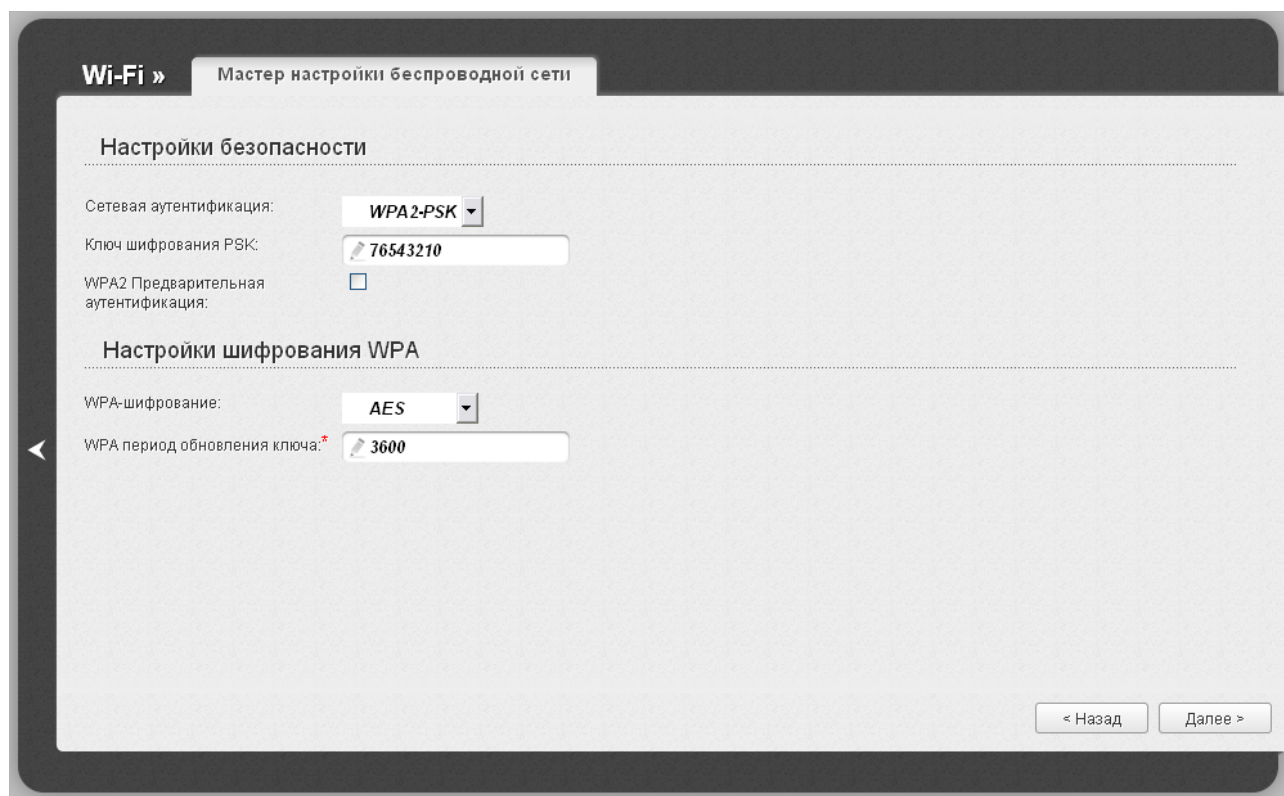 Wi-Fi »
Мастер настройки беспроводной сети
Настройки безопасности
Сетевая аутентификация:
WPA2-PSK
Ключ шифрования PSK:
76543210
WPA2 Предварительная
аутентификация:
Настройки шифрования WPA
WPA-шифрование:
AES
WPA период обновления ключа:*
3600
< Назад
Далее >